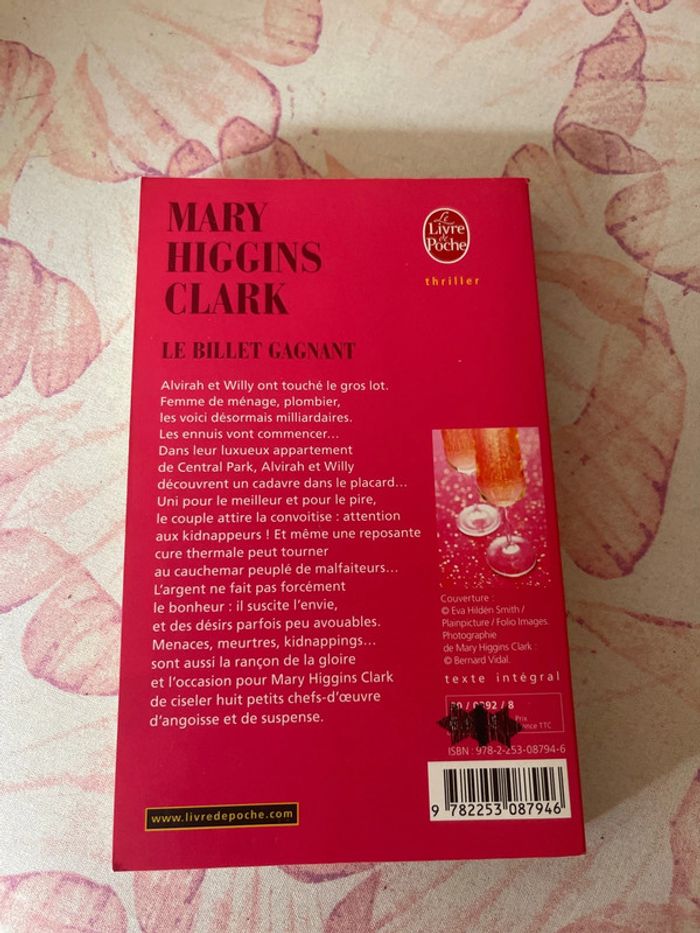 MARY
HIGGINS
CLARK
Le
Livre
de
Poche
thriller
LE BILLET GAGNANT
Alvirah et Willy ont touché le gros lot.
Femme de ménage, plombier,
les voici désormais milliardaires.
Les ennuis vont commencer…
Dans leur luxueux appartement
de Central Park, Alvirah et Willy
découvrent un cadavre dans le placard…
Uni pour le meilleur et pour le pire,
le couple attire la convoitise : attention
aux kidnappeurs ! Et même une reposante
cure thermale peut tourner
au cauchemar peuplé de malfaiteurs…
L’argent ne fait pas forcément
le bonheur : il suscite l’envie,
et des désirs parfois peu avouables.
Menaces, meurtres, kidnappings…
sont aussi la rançon de la gloire
et l’occasion pour Mary Higgins Clark
de ciseler huit petits chefs-d’œuvre
d’angoisse et de suspense.
Couverture :
© Eva Hildén Smith /
Plainpicture / Folio Images.
Photographie
de Mary Higgins Clark :
© Bernard Vidal.
texte intégral
/ 8
Prix
TTC
ISBN : 978-2-253-08794-6
9 782253 087946
www.livredepoche.com